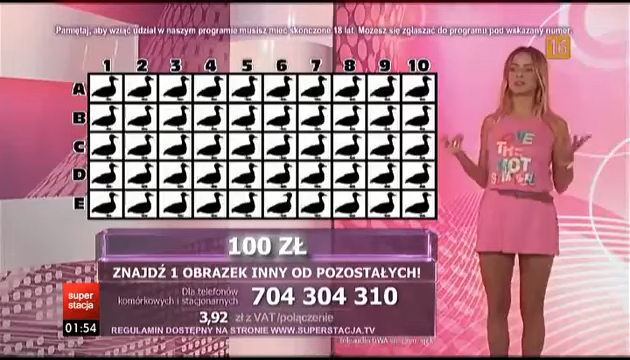 Pamiętaj, aby wziąć udział w naszym programie musisz mieć skończone 18 lat. Możesz się zgłaszać do programu pod wskazany numer.
16
1 2 3 4 5 6 7 8 9 10
A
B
C
D
E
LOVE
THE
100 ZŁ
ZNAJDŹ 1 OBRAZEK INNY OD POZOSTAŁYCH!
Dla telefonów
komórkowych i stacjonarnych 704 304 310
3,92 zł z VAT/połączenie
REGULAMIN DOSTĘPNY NA STRONIE WWW.SUPERSTACJA.TV
super
stacja
01:54